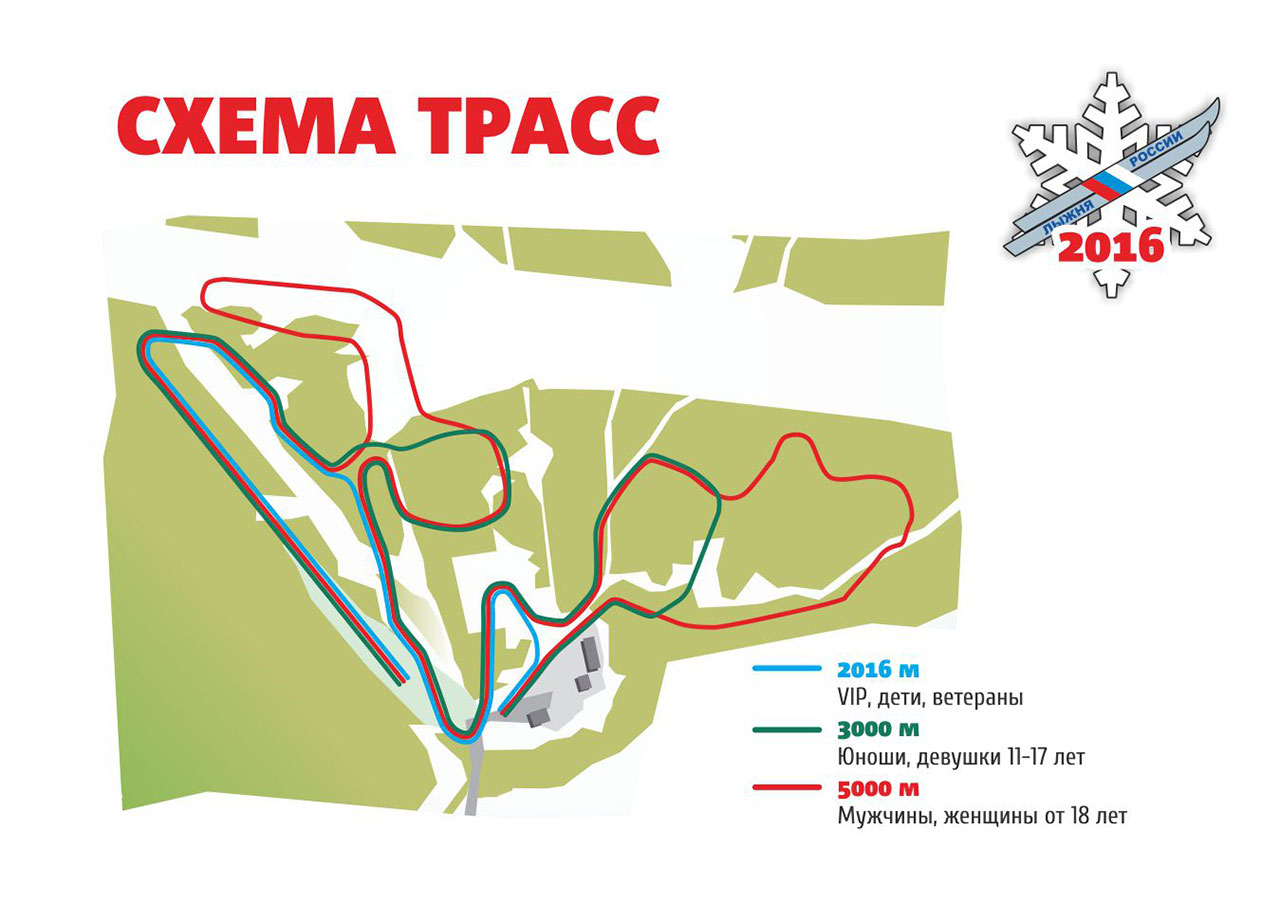 СХЕМА ТРАСС
ЛЫЖНЯ РОССИИ
2016
2016 м
VIP, дети, ветераны
3000 м
Юноши, девушки 11-17 лет
5000 м
Мужчины, женщины от 18 лет